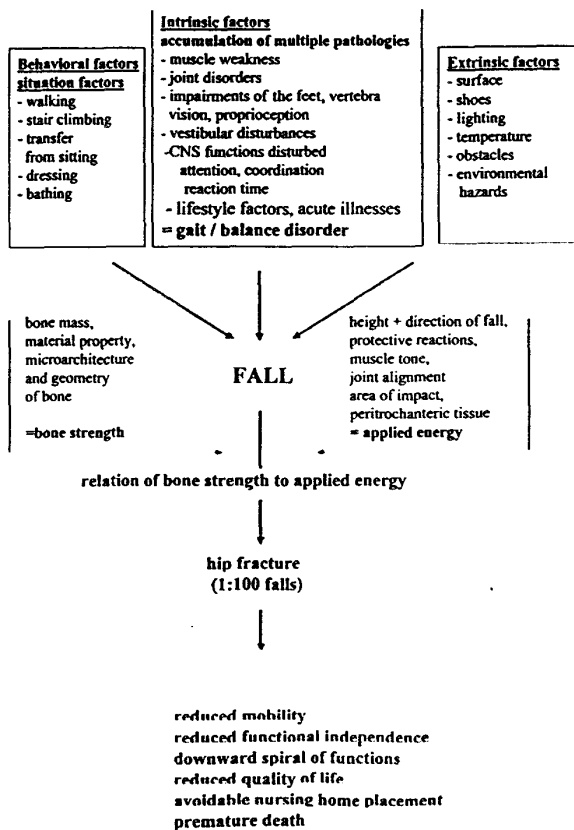 Behavioral factors
situation factors
- walking
- stair climbing
- transfer
from sitting
- dressing
- bathing
Intrinsic factors
accumulation of multiple pathologies
- muscle weakness
- joint disorders
- impairments of the feet, vertebra
vision, proprioception
- vestibular disturbances
-CNS functions disturbed
attention, coordination
reaction time
- lifestyle factors, acute illnesses
= gait / balance disorder
Extrinsic factors
- surface
- shoes
- lighting
- temperature
- obstacles
- environmental
hazards
bone mass,
material property,
microarchitecture
and geometry
of bone
=bone strength
FALL
height + direction of fall,
protective reactions,
muscle tone,
joint alignment
area of impact,
peritrochanteric tissue
= applied energy
relation of bone strength to applied energy
hip fracture
(1:100 falls)
reduced mobility
reduced functional independence
downward spiral of functions
reduced quality of life
avoidable nursing home placement
premature death